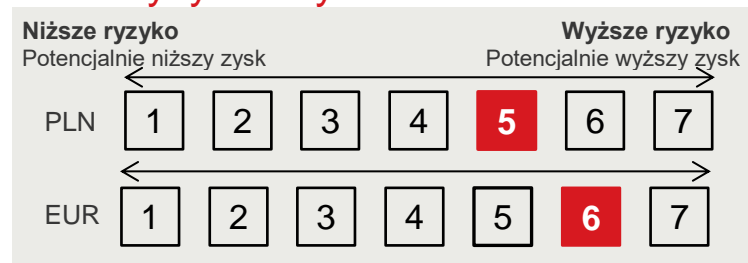 Niższe ryzyko Wyższe ryzyko
Potencjalnie niższy zysk Potencjalnie wyższy zysk
PLN 1 2 3 4 5 6 7
EUR 1 2 3 4 5 6 7